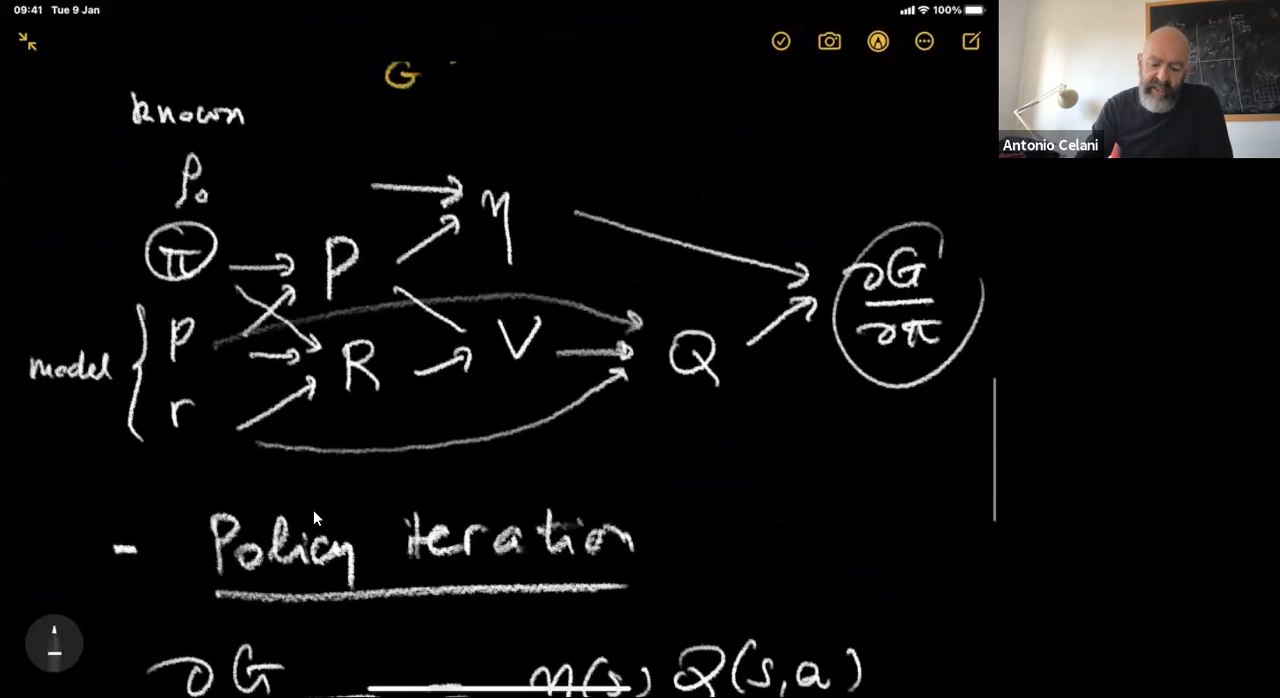 09:41 Tue 9 Jan 100%
G -
known
ρ₀
π → P → η → ∂G/∂π
model { p r
R → V → Q
Antonio Celani
- Policy iteration
∂G η(s) Q(s,a)